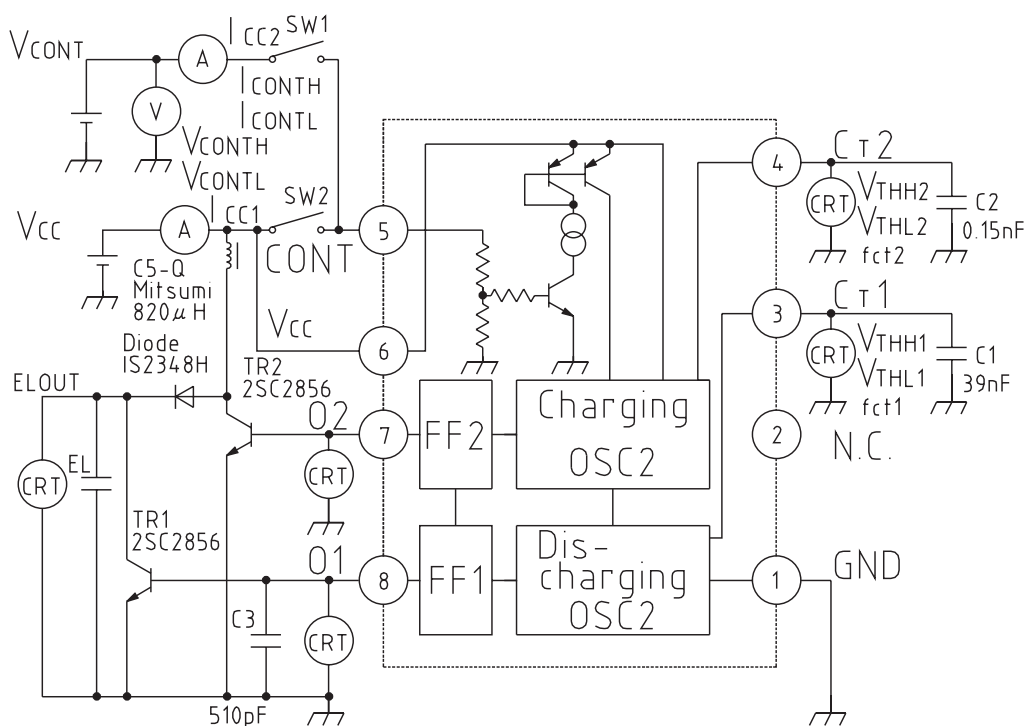 VCONT
A
ICC2
SW1
ICONTH
ICONTL
V
VCONTH
VCONTL
VCC
A
ICC1
SW2
5
CONT
C5-Q
Mitsumi
820μH
VCC
6
Diode
IS2348H
ELOUT
TR2
2SC2856
O2
7
FF2
Charging
OSC2
CRT
EL
CRT
TR1
2SC2856
O1
8
FF1
Dis-
charging
OSC2
C3
CRT
510pF
4
CT2
CRT
VTHH2
VTHL2
fct2
C2
0.15nF
3
CT1
CRT
VTHH1
VTHL1
fct1
C1
39nF
2
N.C.
1
GND